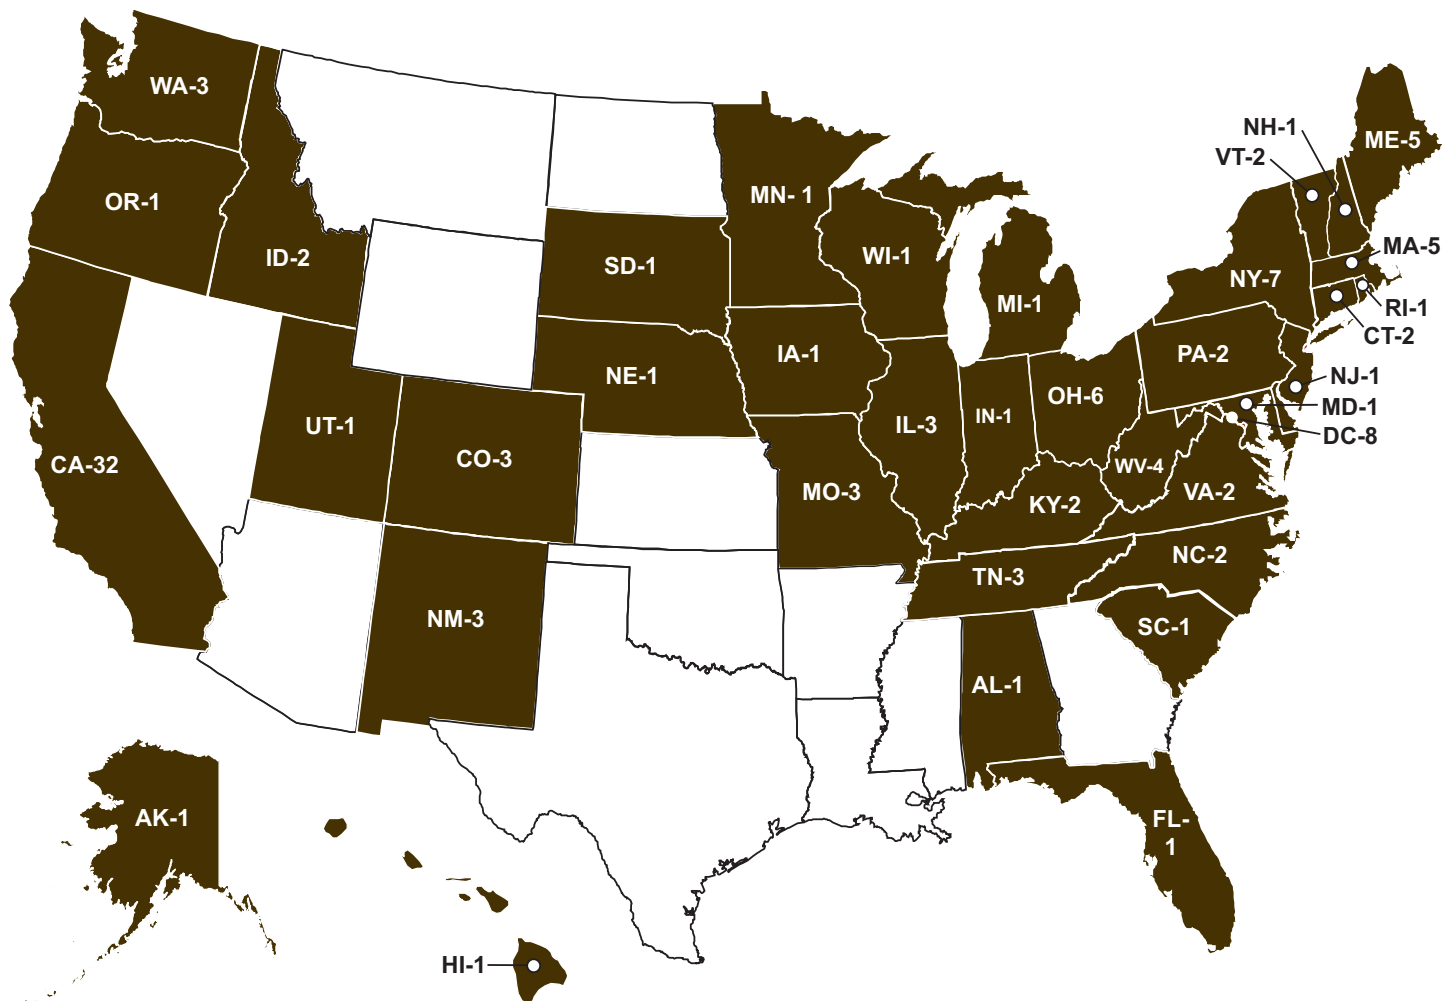 WA-3
NH-1
ME-5
VT-2
OR-1
MN- 1
ID-2
SD-1
WI-1
MA-5
NY-7
MI-1
RI-1
CT-2
IA-1
PA-2
NE-1
NJ-1
OH-6
MD-1
UT-1
IL-3
IN-1
DC-8
CA-32
CO-3
WV-4
MO-3
VA-2
KY-2
NC-2
TN-3
NM-3
SC-1
AL-1
AK-1
FL-
1
HI-1